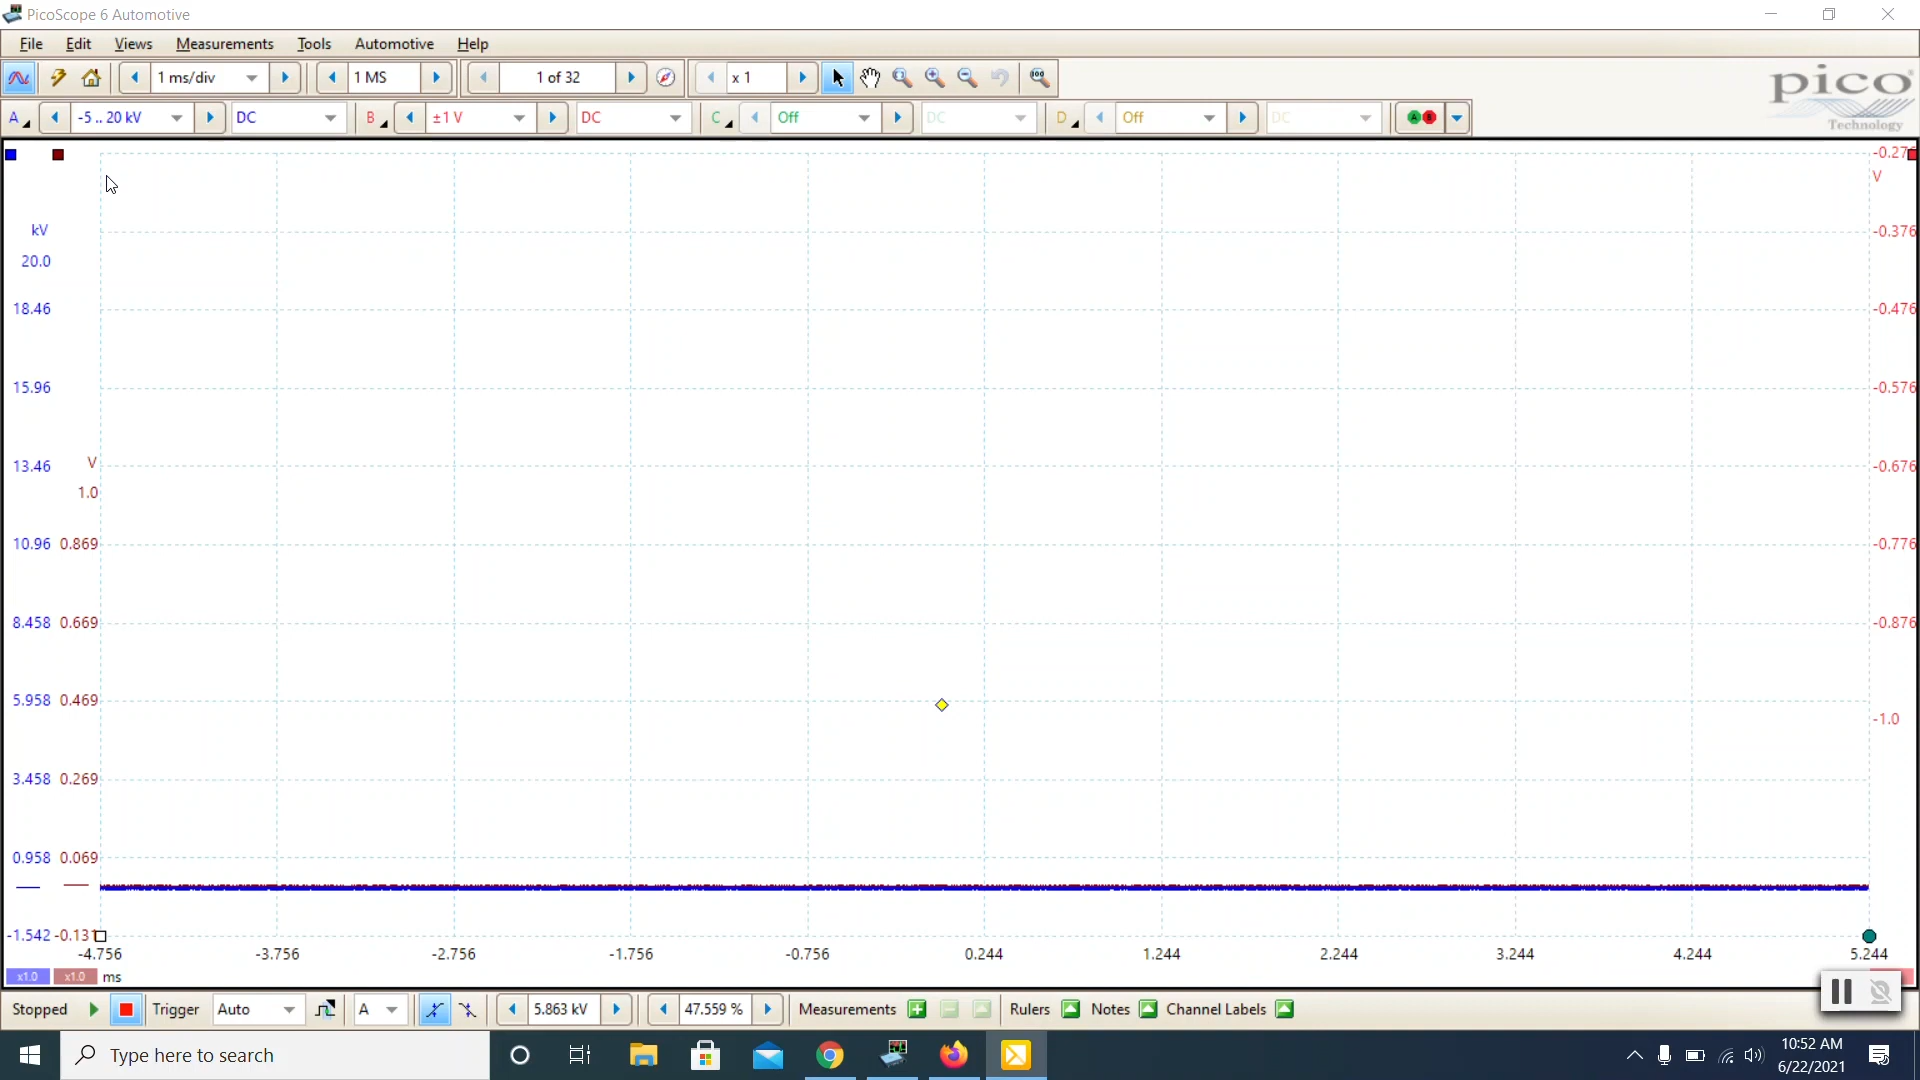 PicoScope 6 Automotive
File Edit Views Measurements Tools Automotive Help
1 ms/div 1 MS 1 of 32 x 1
pico
Technology
A -5 .. 20 kV DC B ±1 V DC C Off DC D Off DC
A B
-0.276
V
kV
-0.376
20.0
18.46 -0.476
15.96 -0.576
V
13.46 -0.676
1.0
10.96 0.869 -0.776
8.458 0.669 -0.876
5.958 0.469
-1.0
3.458 0.269
0.958 0.069
-1.542 -0.131
-4.756 -3.756 -2.756 -1.756 -0.756 0.244 1.244 2.244 3.244 4.244 5.244
x1.0 x1.0 ms
Stopped Trigger Auto A 5.863 kV 47.559 % Measurements Rulers Notes Channel Labels
Type here to search
10:52 AM
6/22/2021